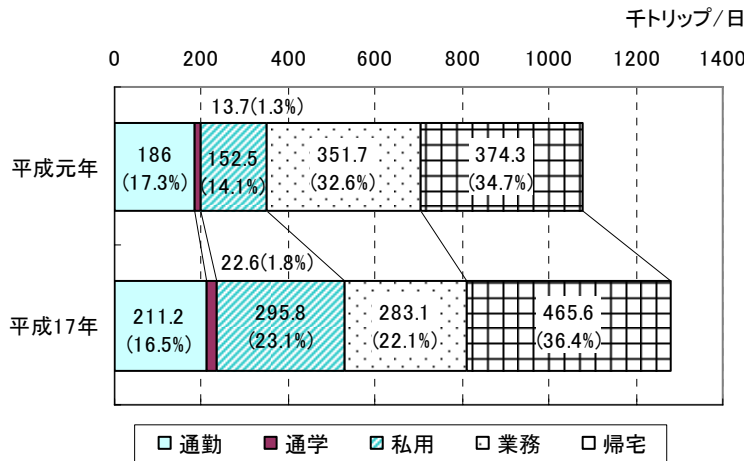 千トリップ/日
0 200 400 600 800 1000 1200 1400
13.7(1.3%)
平成元年
186 152.5 351.7 374.3
(17.3%) (14.1%) (32.6%) (34.7%)
22.6(1.8%)
平成17年
211.2 295.8 283.1 465.6
(16.5%) (23.1%) (22.1%) (36.4%)
通勤 通学 私用 業務 帰宅